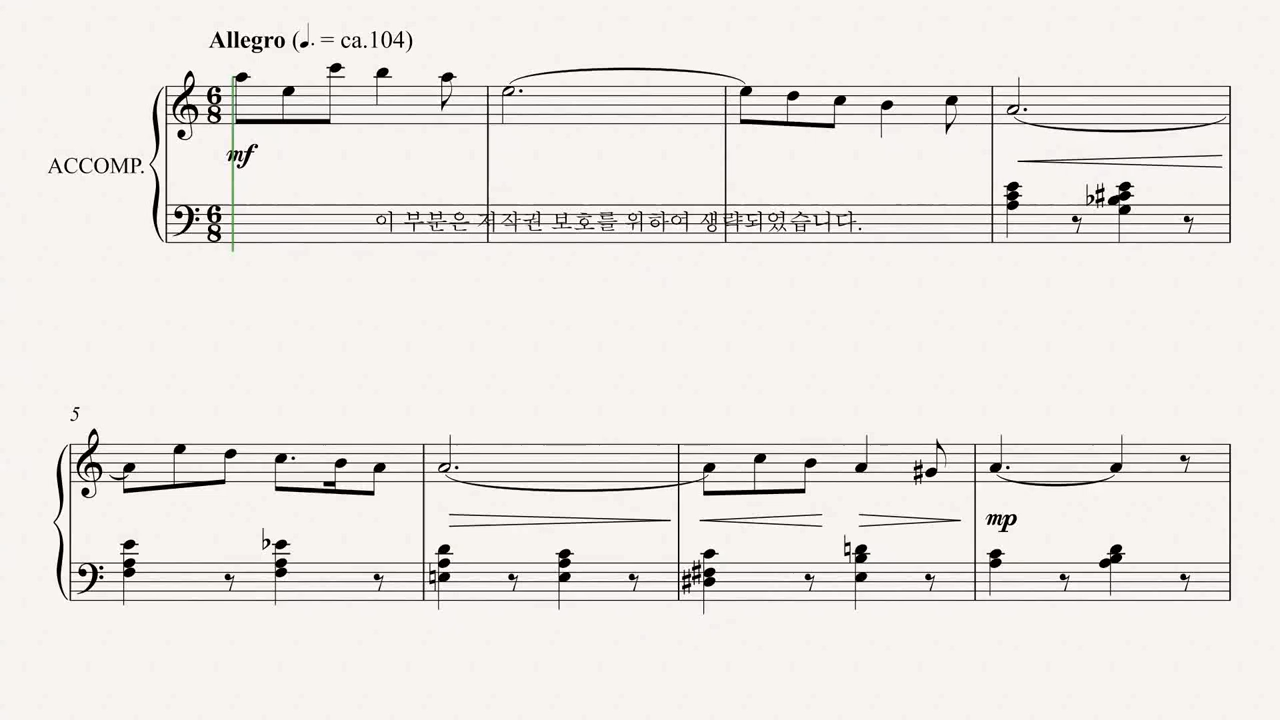 Allegro (♩. = ca.104)
6
8
mf
ACCOMP.
6
8
이 부분은 저작권 보호를 위하여 생략되었습니다.
5
mp